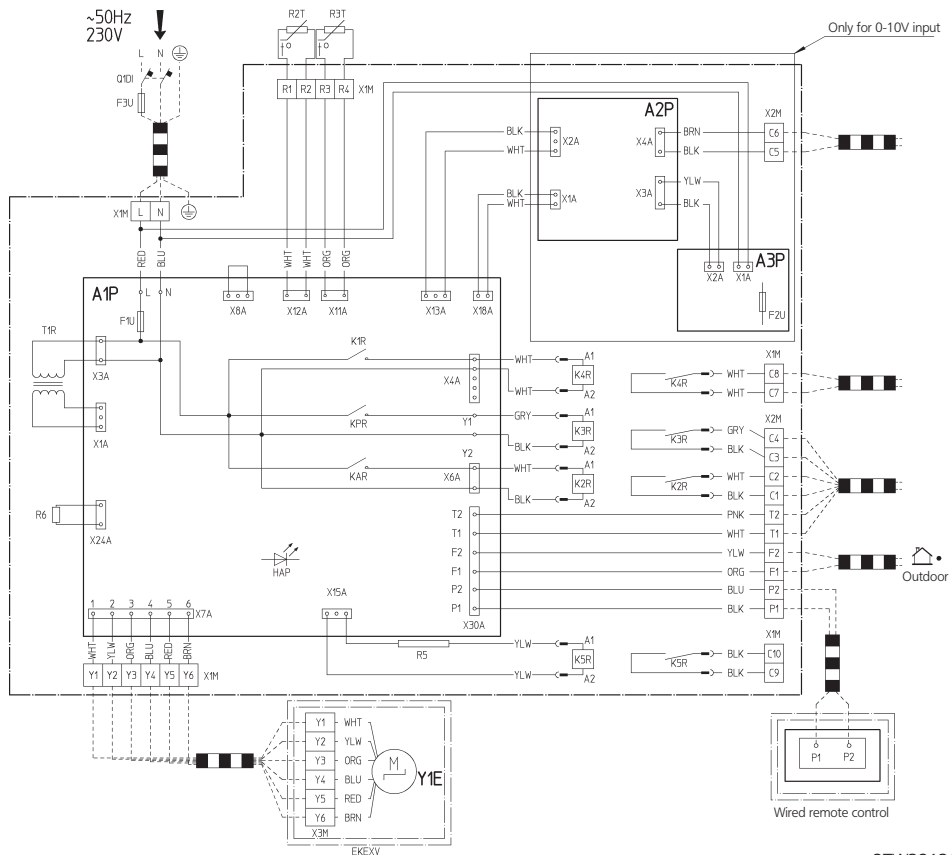 ~50Hz
230V
L N
Q1DI
F3U
R2T R3T
t° t°
R1 R2 R3 R4 X1M
Only for 0-10V input
A2P
BLK
WHT
X2A
X4A
BRN
BLK
X2M
C6
C5
BLK
WHT
X1A
X3A
YLW
BLK
X1M L N
RED
BLU
WHT
WHT
ORG
ORG
X2A X1A
A3P
F2U
A1P
L N
X8A
X12A X11A
X13A
X18A
F1U
T1R
X3A
X1A
K1R
X4A
WHT A1
K4R
WHT A2
K4R
X1M
WHT C8
WHT C7
KPR
Y1
GRY A1
K3R
BLK A2
K3R
X2M
GRY C4
BLK C3
Y2
KAR
X6A
WHT A1
K2R
BLK A2
K2R
WHT C2
BLK C1
R6
X24A
HAP
T2 PNK T2
T1 WHT T1
F2 YLW F2
F1 ORG F1
Outdoor
P2 BLU P2
P1 BLK P1
X30A
X15A
R5
YLW A1
K5R
YLW A2
K5R
X1M
BLK C10
BLK C9
1 2 3 4 5 6
X7A
WHT
YLW
ORG
BLU
RED
BRN
Y1 Y2 Y3 Y4 Y5 Y6 X1M
Y1 WHT
Y2 YLW
Y3 ORG
Y4 BLU
Y5 RED
Y6 BRN
M
Y1E
X3M
EKEXV
P1 P2
Wired remote control